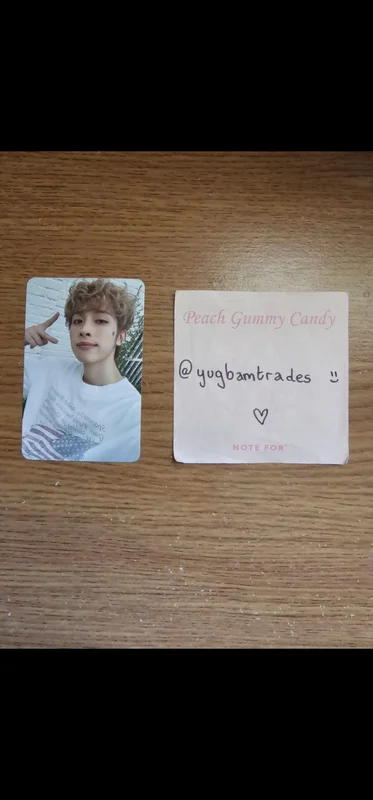 Peach Gummy Candy
@yugbamtrades :)
♡
NOTE FOR